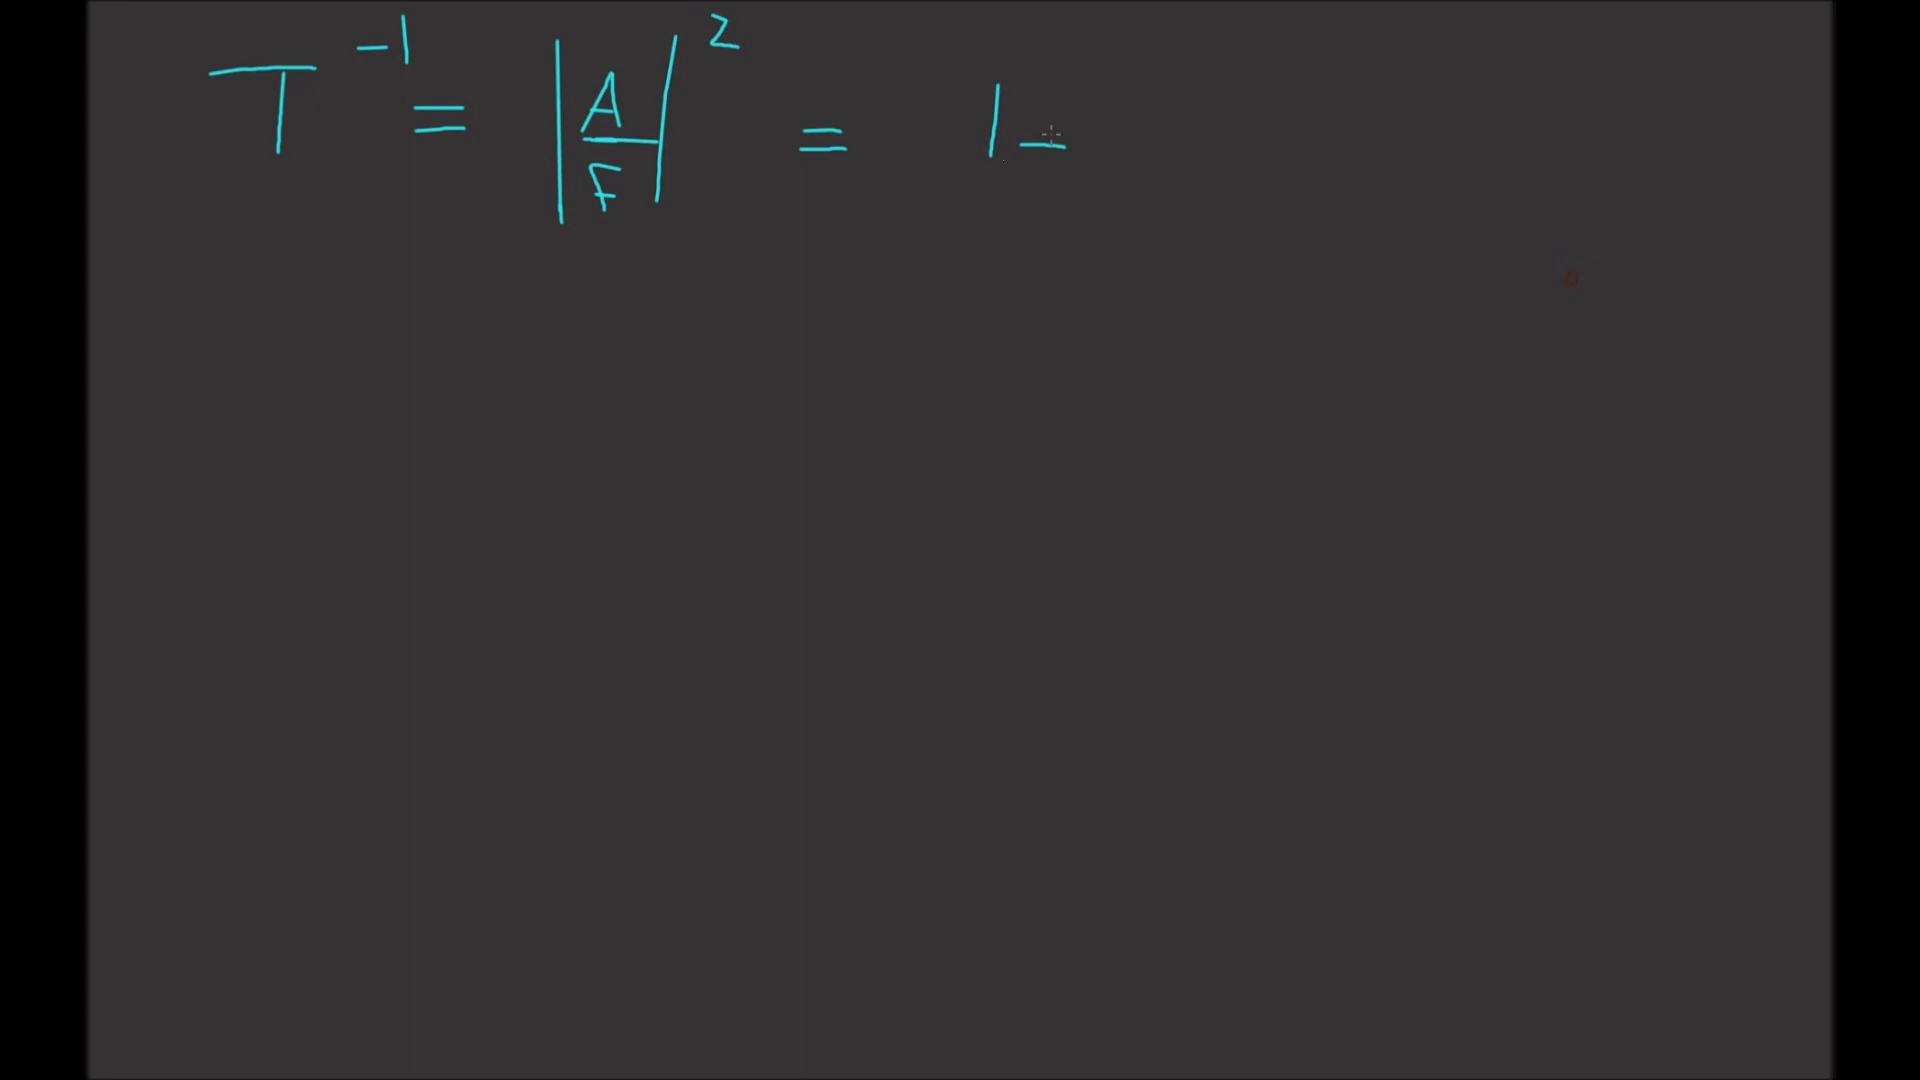 T^{-1} = |A/F|^2 = 1 -